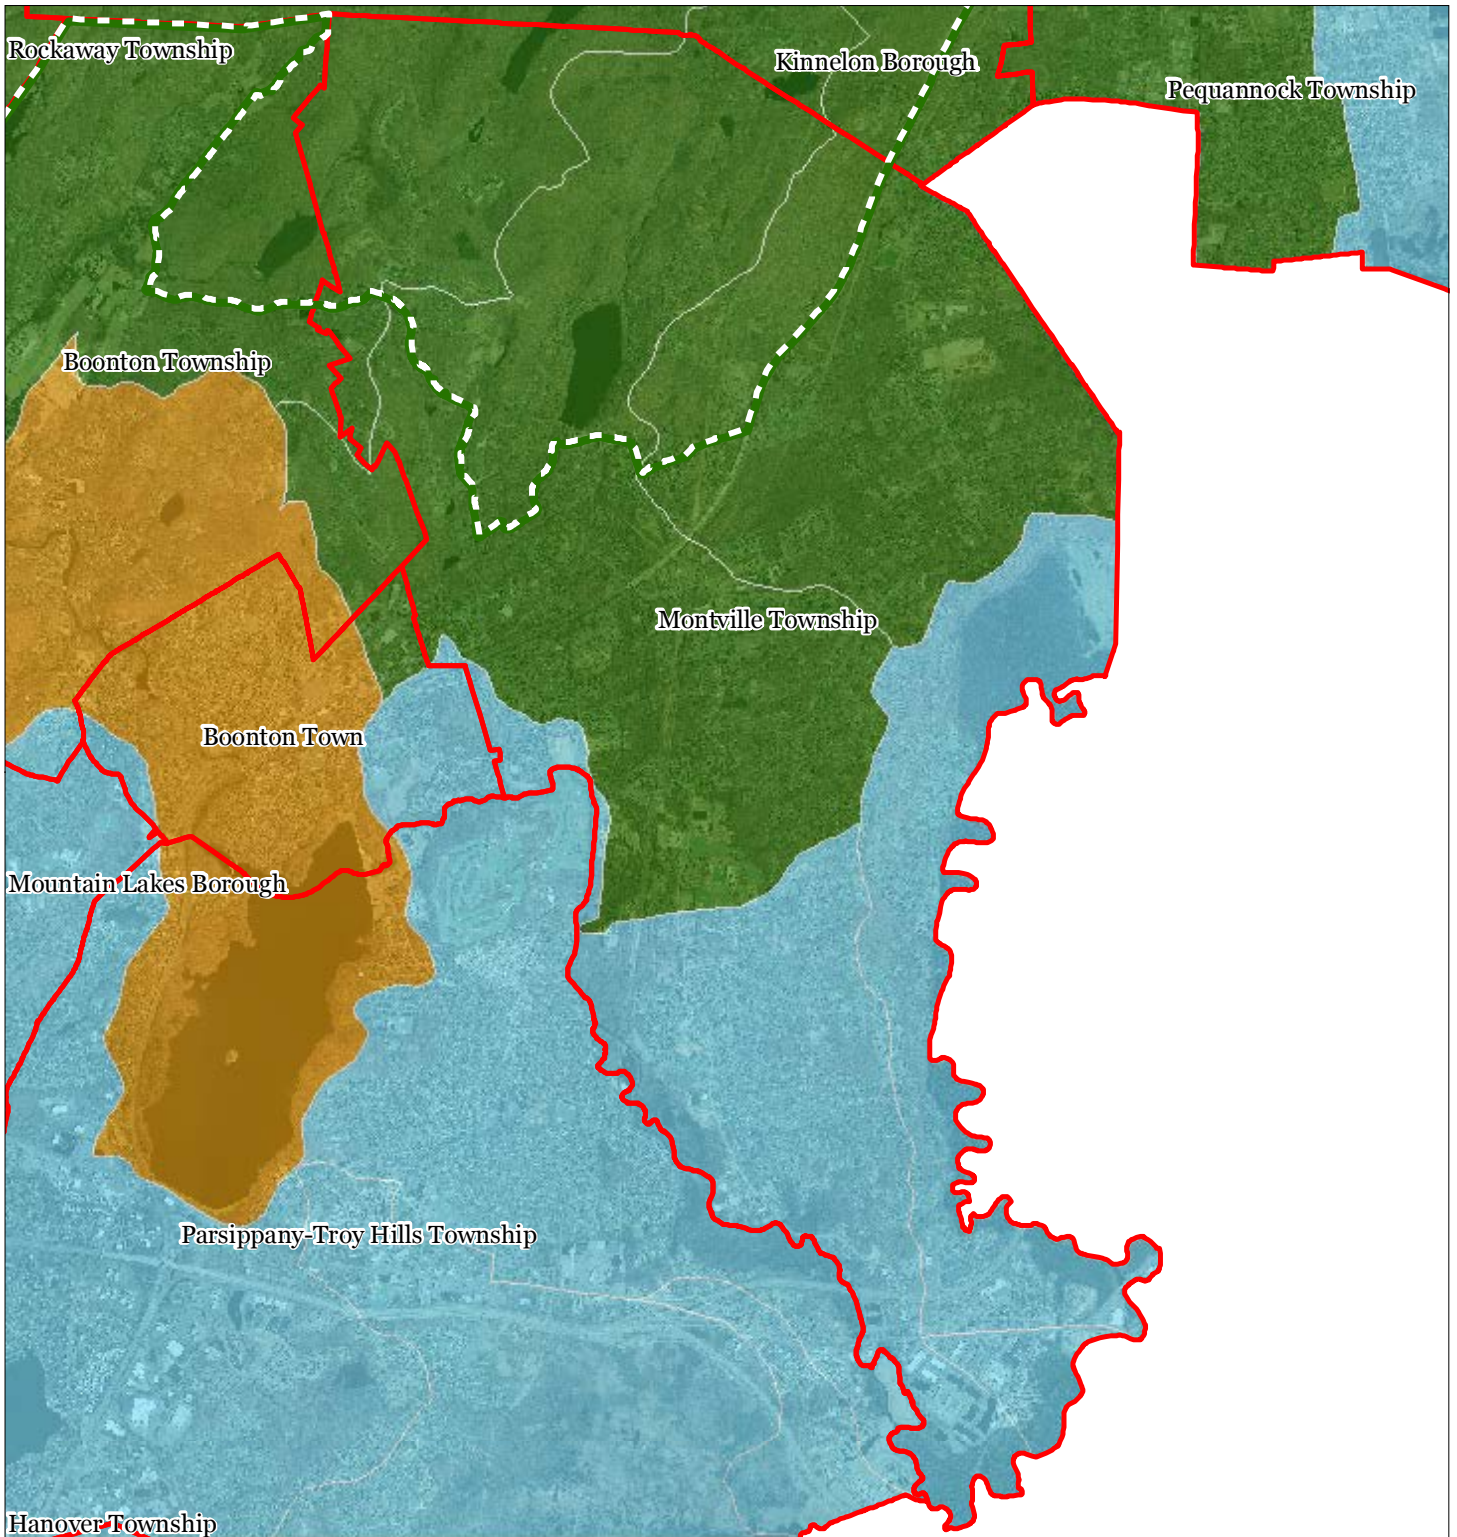 Rockaway Township
Kinnelon Borough
Pequannock Township
Boonton Township
Montville Township
Boonton Town
Mountain Lakes Borough
Parsippany-Troy Hills Township
Hanover Township